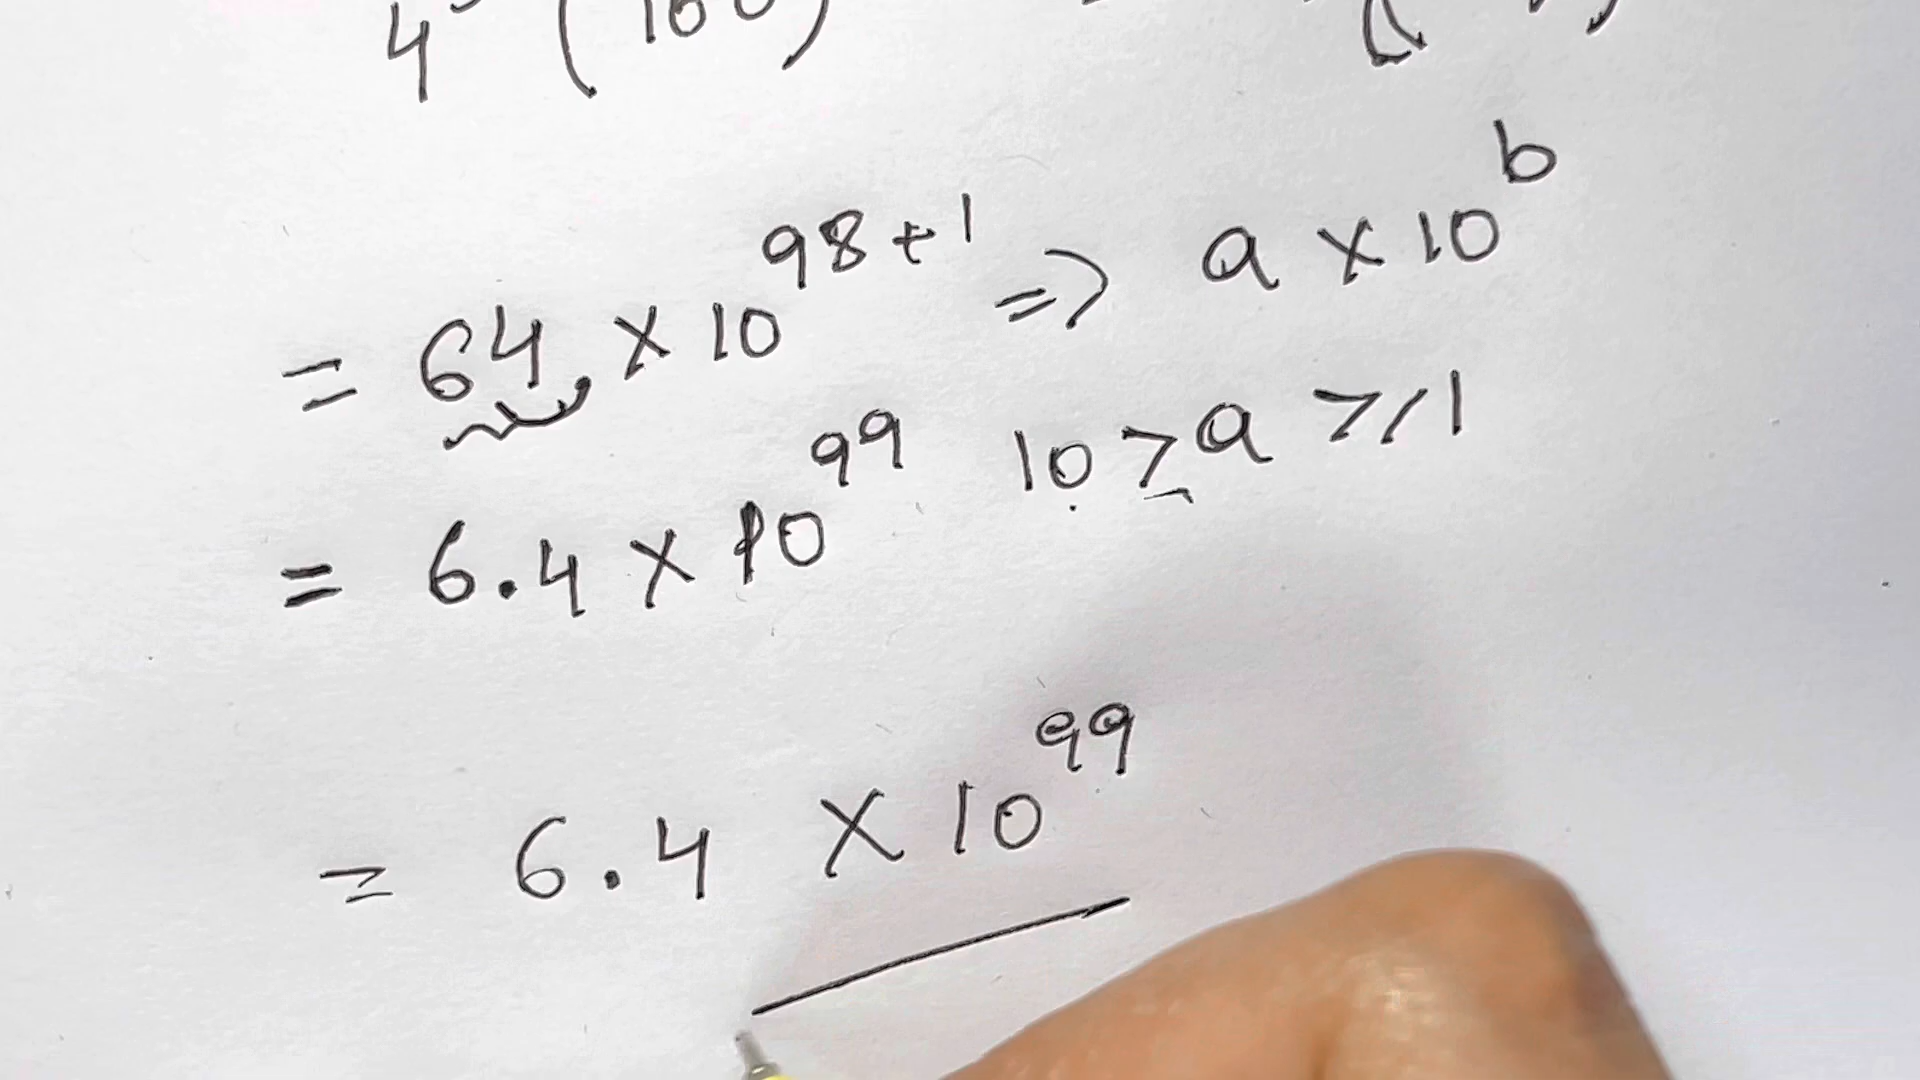 = 64. × 10^98+1 => a × 10^b
= 6.4 × 10^99 10 > a ≥ 1
= 6.4 × 10^99